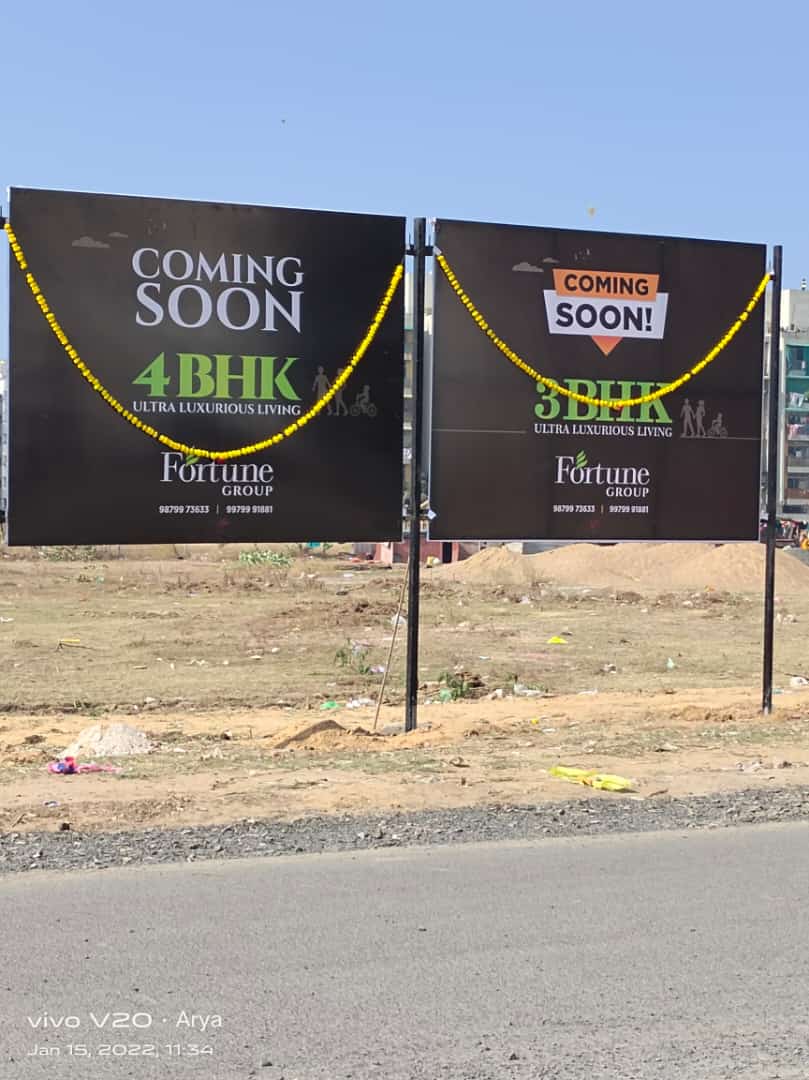 COMING
SOON
4 BHK
ULTRA LUXURIOUS LIVING
Fortune
GROUP
98799 73633 | 99799 91881
COMING
SOON!
3 BHK
ULTRA LUXURIOUS LIVING
Fortune
GROUP
98799 73633 | 99799 91881
vivo V20 · Arya
Jan 15, 2022, 11:34